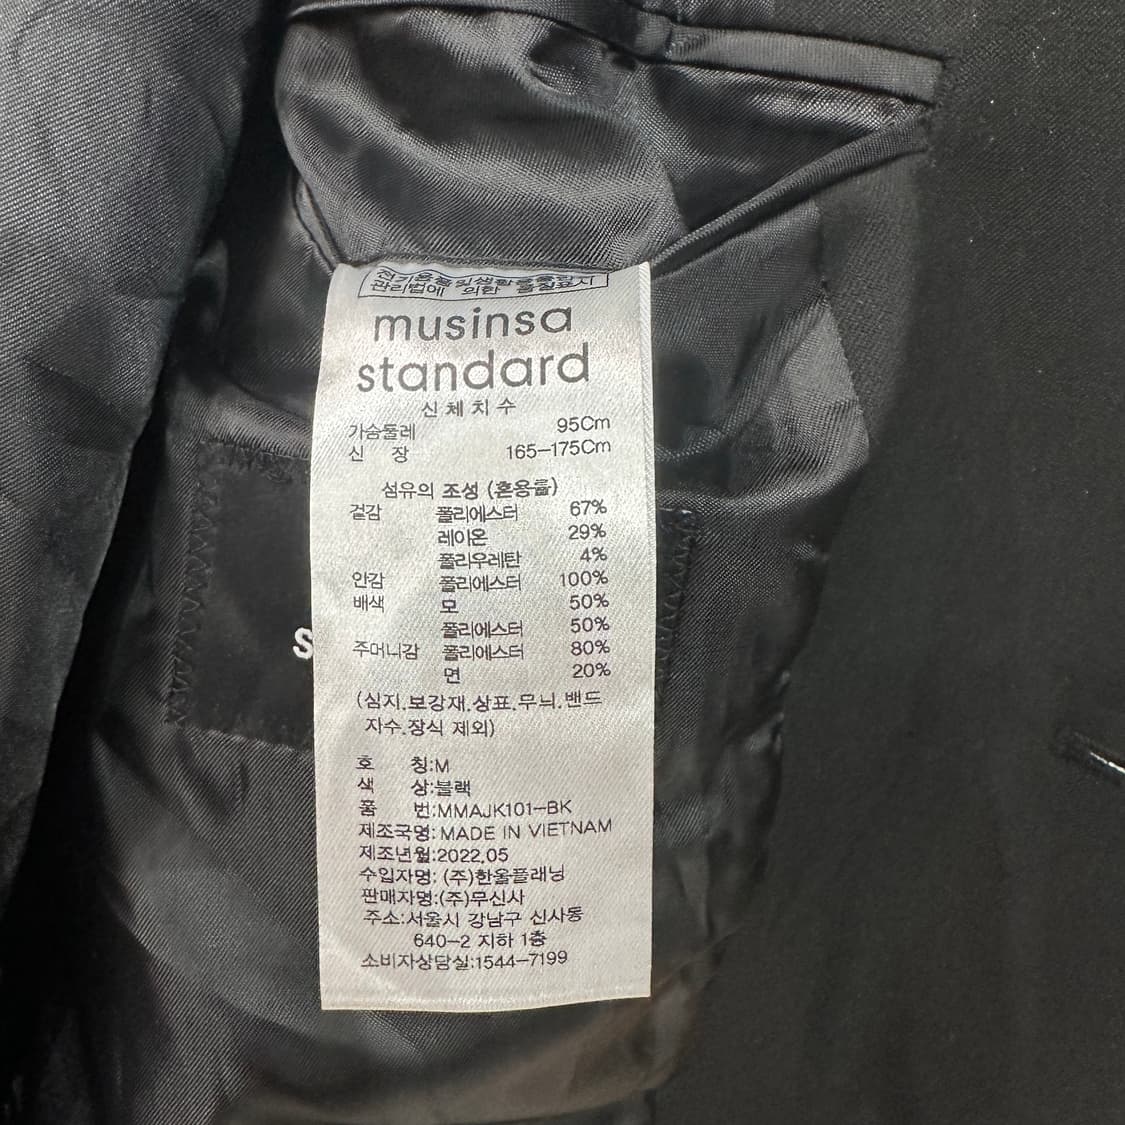 전기용품및생활용품안전
관리법에 의한 품질표시
musinsa
standard
신체치수
가슴둘레 95Cm
신 장 165-175Cm
섬유의 조성 (혼용률)
겉감 폴리에스터 67%
레이온 29%
폴리우레탄 4%
안감 폴리에스터 100%
배색 모 50%
폴리에스터 50%
주머니감 폴리에스터 80%
면 20%
(심지.보강재.상표.무늬.밴드
자수.장식 제외)
호 칭:M
색 상:블랙
품 번:MMAJK101-BK
제조국명: MADE IN VIETNAM
제조년월:2022.05
수입자명: (주)한울플래닝
판매자명:(주)무신사
주소:서울시 강남구 신사동
640-2 지하 1층
소비자상담실:1544-7199
S